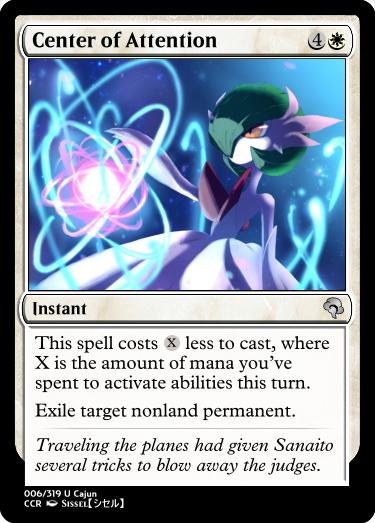 Center of Attention 4
Instant
This spell costs X less to cast, where
X is the amount of mana you've
spent to activate abilities this turn.
Exile target nonland permanent.
Traveling the planes had given Sanaito
several tricks to blow away the judges.
006/319 U Cajun
CCR Sissel【シセル】